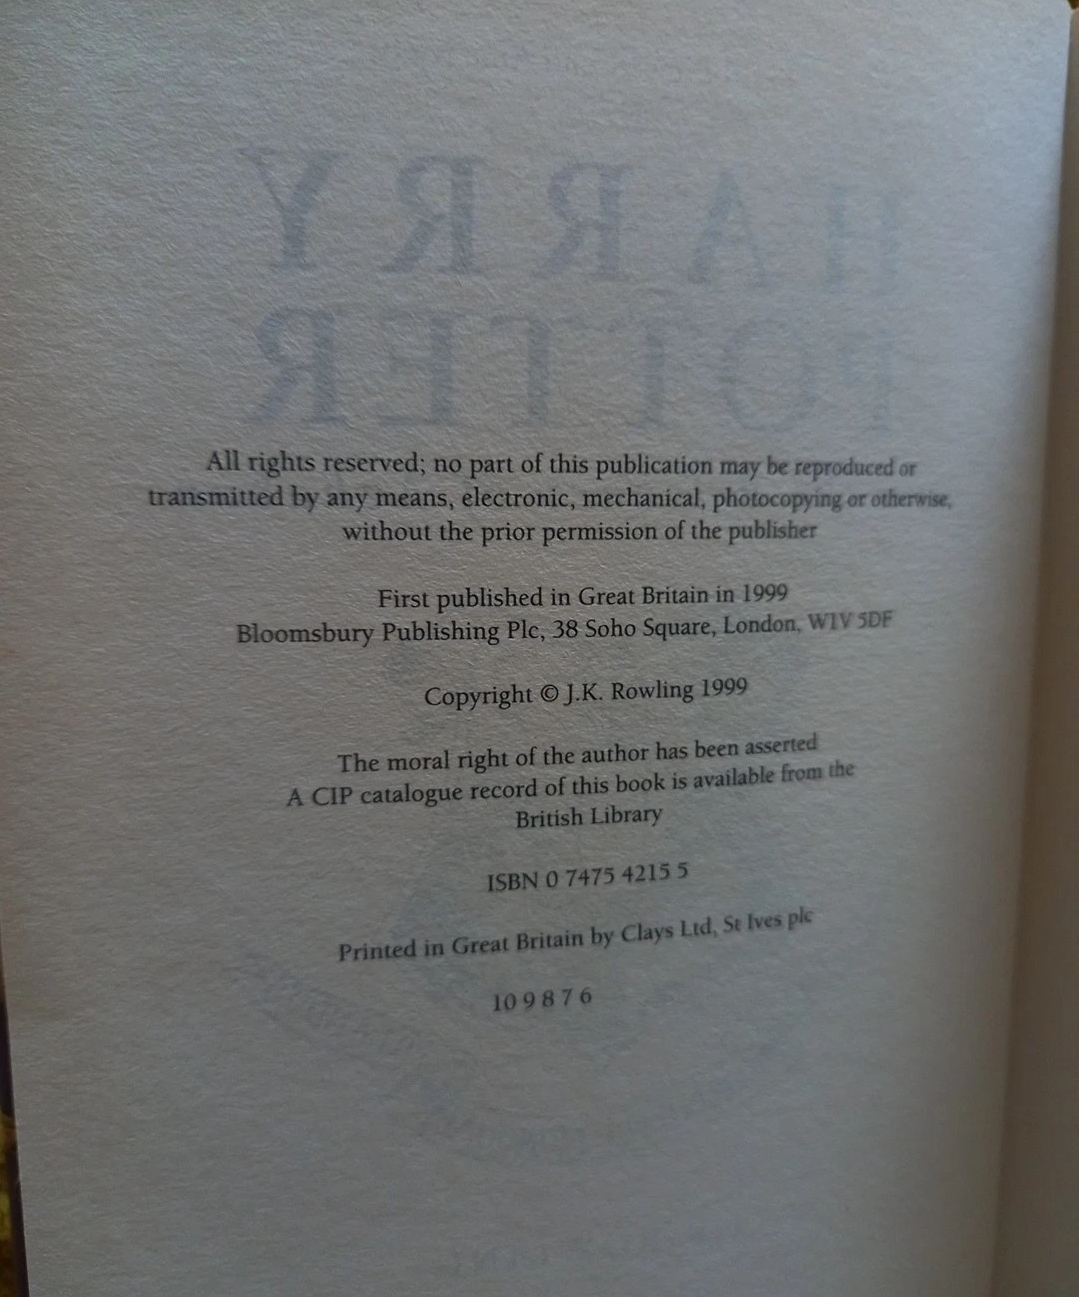 HARRY
POTTER
All rights reserved; no part of this publication may be reproduced or
transmitted by any means, electronic, mechanical, photocopying or otherwise,
without the prior permission of the publisher
First published in Great Britain in 1999
Bloomsbury Publishing Plc, 38 Soho Square, London, W1V 5DF
Copyright © J.K. Rowling 1999
The moral right of the author has been asserted
A CIP catalogue record of this book is available from the
British Library
ISBN 0 7475 4215 5
Printed in Great Britain by Clays Ltd, St Ives plc
10 9 8 7 6